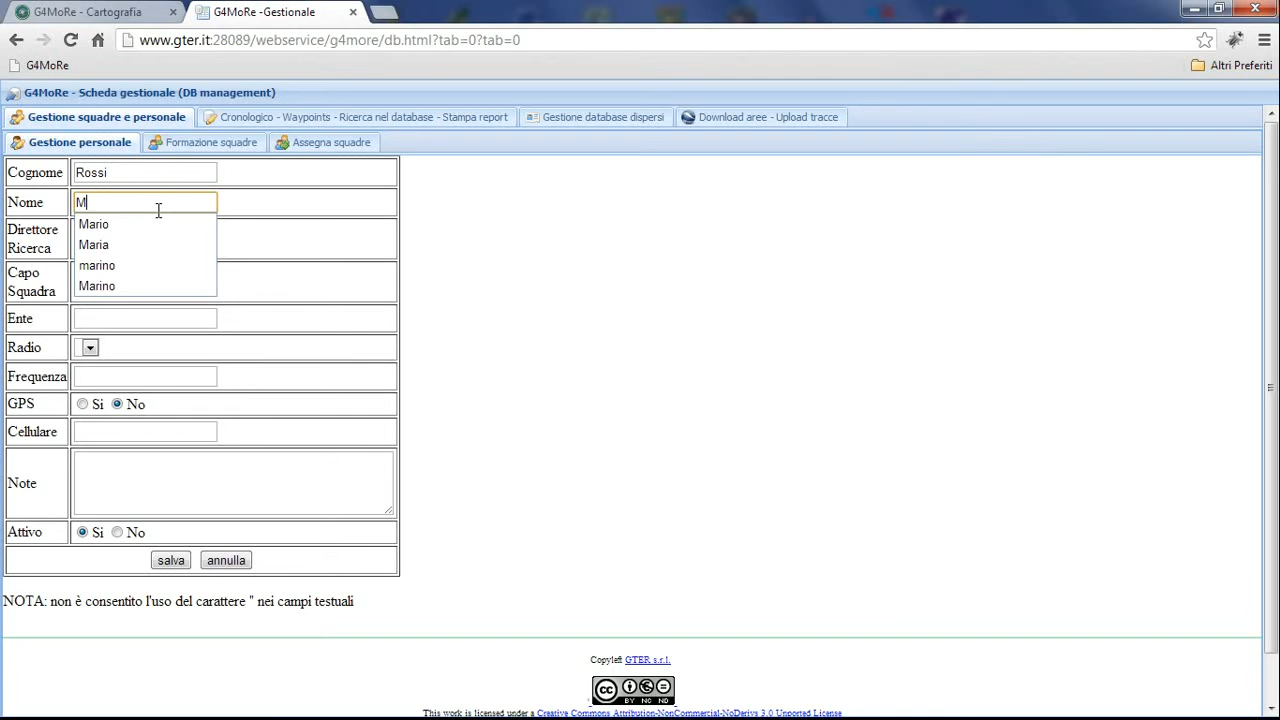 G4MoRe - Cartografia
G4MoRe -Gestionale
www.gter.it:28089/webservice/g4more/db.html?tab=0?tab=0
G4MoRe
Altri Preferiti
G4MoRe - Scheda gestionale (DB management)
Gestione squadre e personale
Cronologico - Waypoints - Ricerca nel database - Stampa report
Gestione database dispersi
Download aree - Upload tracce
Gestione personale
Formazione squadre
Assegna squadre
Cognome
Rossi
Nome
M
Mario
Maria
marino
Marino
Direttore
Ricerca
Capo
Squadra
Ente
Radio
Frequenza
GPS
Si
No
Cellulare
Note
Attivo
Si
No
salva
annulla
NOTA: non è consentito l'uso del carattere " nei campi testuali
Copyleft GTER s.r.l.
cc
BY NC ND
This work is licensed under a Creative Commons Attribution-NonCommercial-NoDerivs 3.0 Unported License